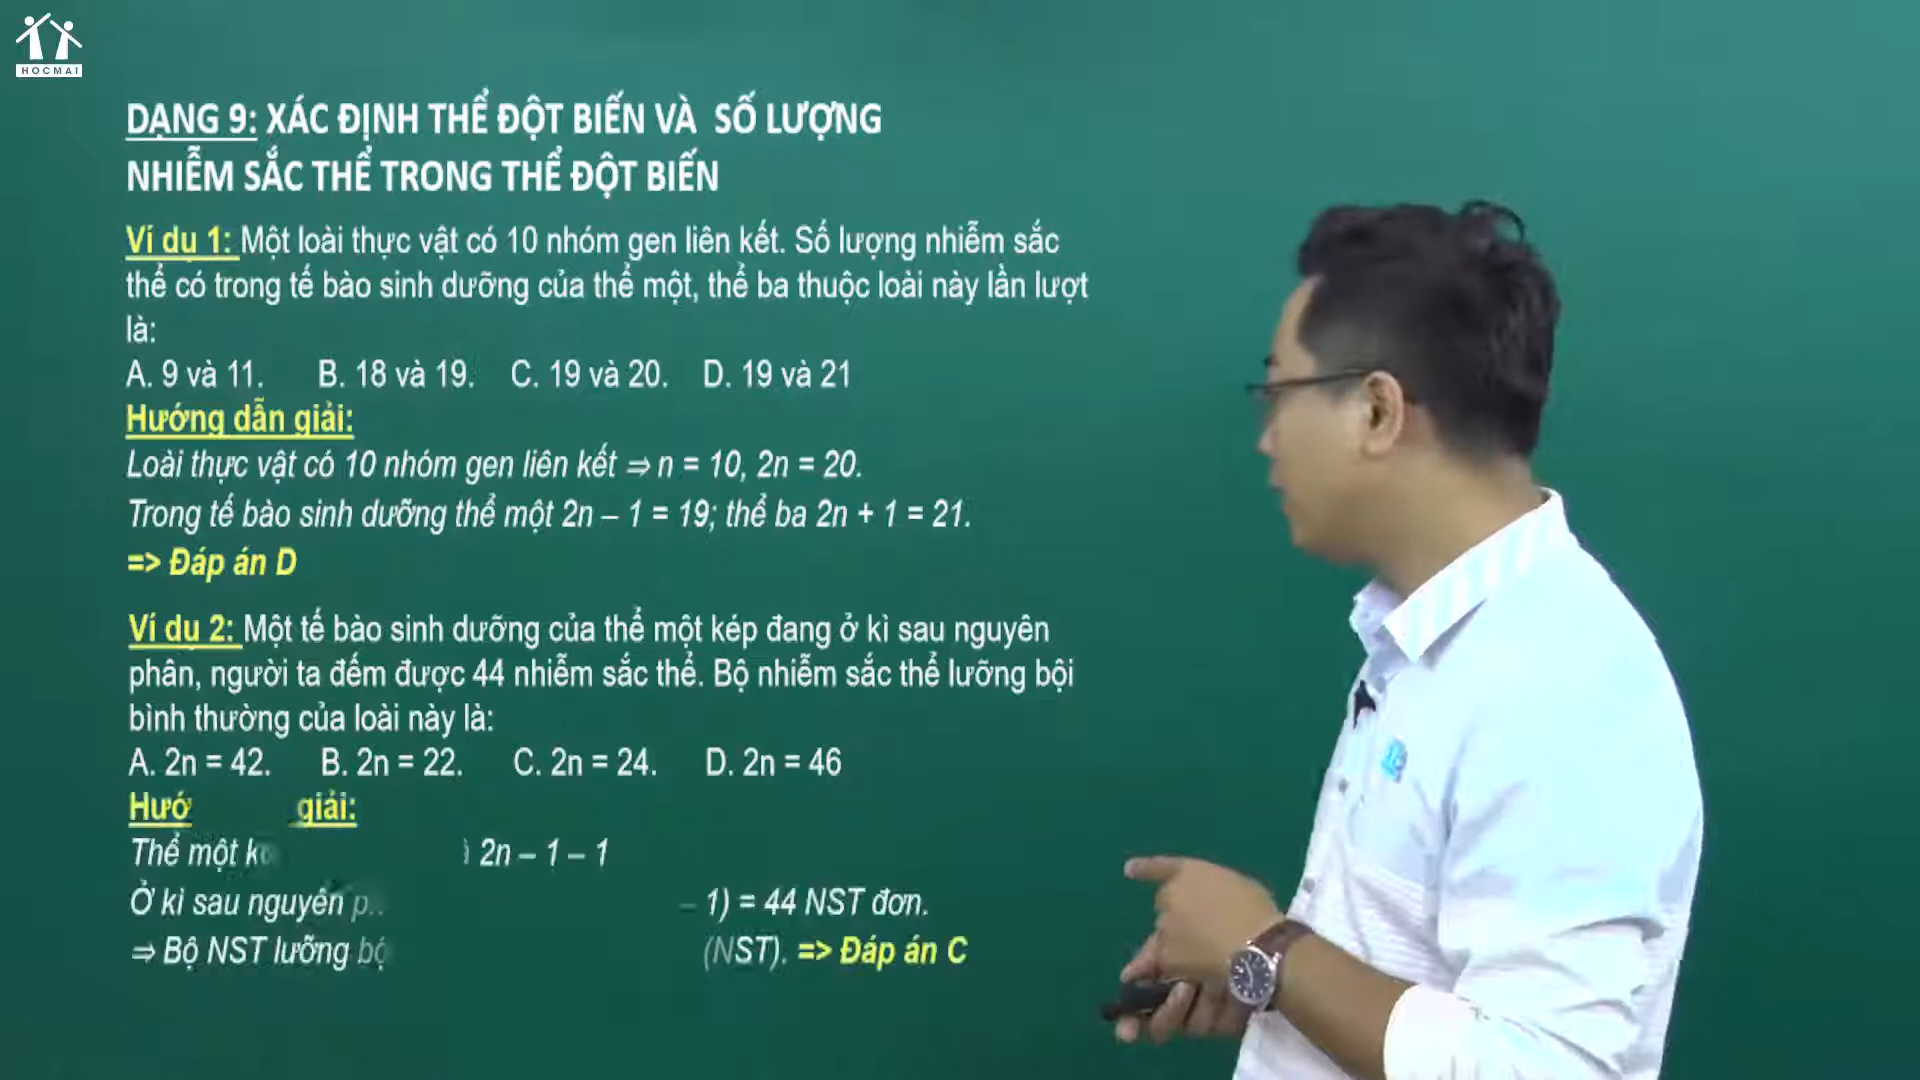 HOCMAI
DẠNG 9: XÁC ĐỊNH THỂ ĐỘT BIẾN VÀ SỐ LƯỢNG
NHIỄM SẮC THỂ TRONG THỂ ĐỘT BIẾN
Ví dụ 1: Một loài thực vật có 10 nhóm gen liên kết. Số lượng nhiễm sắc
thể có trong tế bào sinh dưỡng của thể một, thể ba thuộc loài này lần lượt
là:
A. 9 và 11. B. 18 và 19. C. 19 và 20. D. 19 và 21
Hướng dẫn giải:
Loài thực vật có 10 nhóm gen liên kết ⇒ n = 10, 2n = 20.
Trong tế bào sinh dưỡng thể một 2n – 1 = 19; thể ba 2n + 1 = 21.
=> Đáp án D
Ví dụ 2: Một tế bào sinh dưỡng của thể một kép đang ở kì sau nguyên
phân, người ta đếm được 44 nhiễm sắc thể. Bộ nhiễm sắc thể lưỡng bội
bình thường của loài này là:
A. 2n = 42. B. 2n = 22. C. 2n = 24. D. 2n = 46
giải:
Thể một 2n – 1 – 1
Ở kì sau nguyên – 1) = 44 NST đơn.
⇒ Bộ NST lưỡng (NST). => Đáp án C